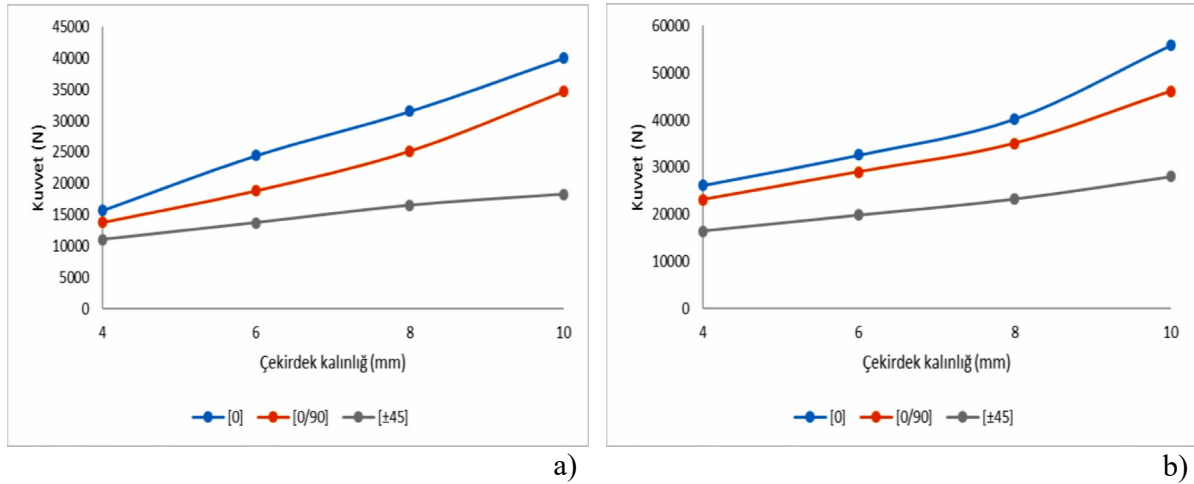 45000
40000
35000
30000
25000
20000
15000
10000
5000
0
Kuvvet (N)
4 6 8 10
Çekirdek kalınlığ (mm)
[0] [0/90] [±45]
a)
60000
50000
40000
30000
20000
10000
0
Kuvvet (N)
4 6 8 10
Çekirdek kalınlığ (mm)
[0] [0/90] [±45]
b)